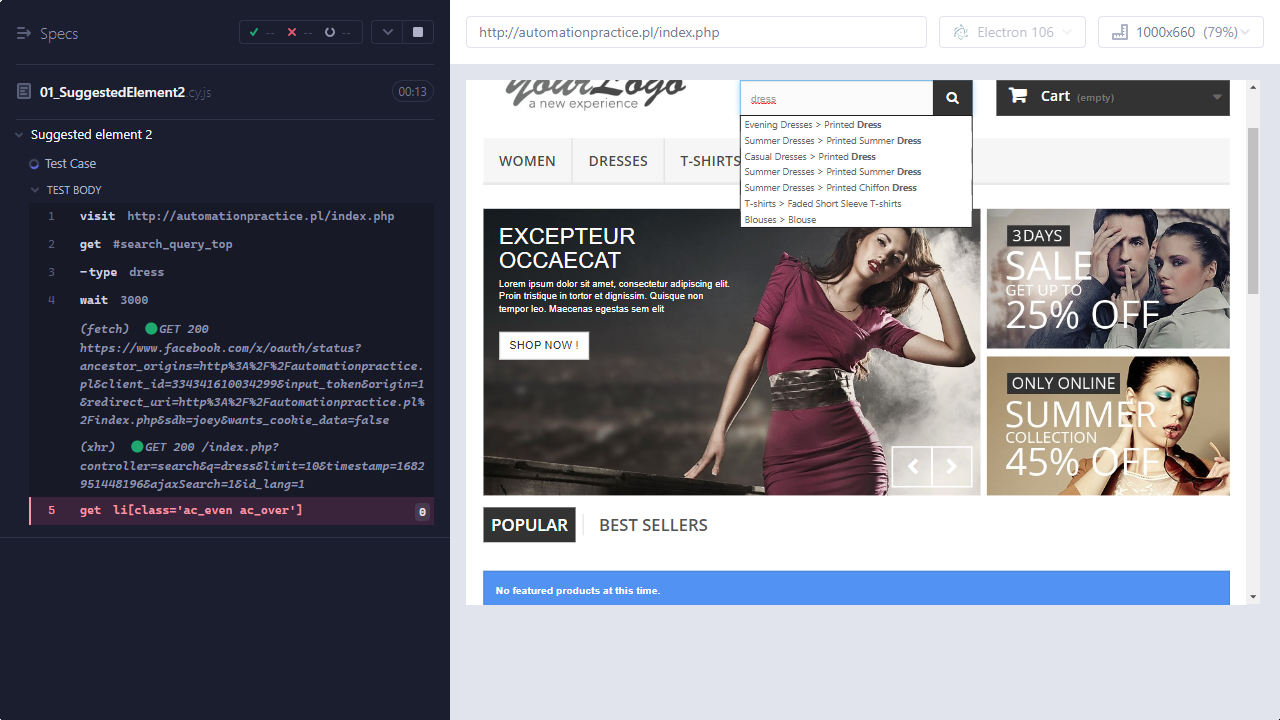 Specs
--
--
--
01_SuggestedElement2.cy.js
00:13
Suggested element 2
Test Case
TEST BODY
1 visit http://automationpractice.pl/index.php
2 get #search_query_top
3 -type dress
4 wait 3000
(fetch) GET 200
https://www.facebook.com/x/oauth/status?
ancestor_origins=http%3A%2F%2Fautomationpractice.
pl&client_id=334341610034299&input_token&origin=1
&redirect_uri=http%3A%2F%2Fautomationpractice.pl%
2Findex.php&sdk=joey&wants_cookie_data=false
(xhr) GET 200 /index.php?
controller=search&q=dress&limit=10&timestamp=1682
951448196&ajaxSearch=1&id_lang=1
5 get li[class='ac_even ac_over'] 0
http://automationpractice.pl/index.php
Electron 106
1000x660 (79%)
yourLogo
a new experience
dress
Cart (empty)
Evening Dresses > Printed Dress
Summer Dresses > Printed Summer Dress
Casual Dresses > Printed Dress
Summer Dresses > Printed Summer Dress
Summer Dresses > Printed Chiffon Dress
T-shirts > Faded Short Sleeve T-shirts
Blouses > Blouse
WOMEN
DRESSES
T-SHIRTS
EXCEPTEUR
OCCAECAT
Lorem ipsum dolor sit amet, consectetur adipiscing elit.
Proin tristique in tortor et dignissim. Quisque non
tempor leo. Maecenas egestas sem elit
SHOP NOW !
3 DAYS
SALE
GET UP TO
25% OFF
ONLY ONLINE
SUMMER
COLLECTION
45% OFF
POPULAR
BEST SELLERS
No featured products at this time.